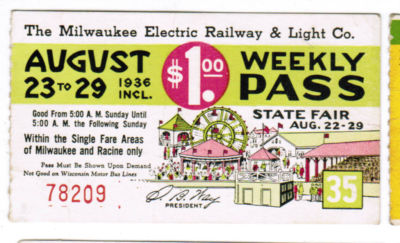 The Milwaukee Electric Railway & Light Co.
AUGUST
23 TO 29 1936 INCL.
$1.00
WEEKLY
PASS
Good From 5:00 A.M. Sunday Until
5:00 A.M. the Following Sunday
Within the Single Fare Areas
of Milwaukee and Racine only
Pass Must Be Shown Upon Demand
Not Good on Wisconsin Motor Bus Lines
78209
STATE FAIR
AUG. 22-29
PRESIDENT
35